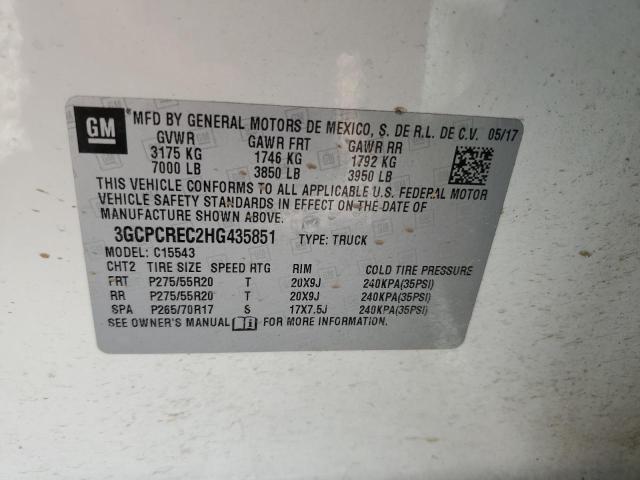 GM
MFD BY GENERAL MOTORS DE MEXICO, S. DE R.L. DE C.V. 05/17
GVWR GAWR FRT GAWR RR
3175 KG 1746 KG 1792 KG
7000 LB 3850 LB 3950 LB
THIS VEHICLE CONFORMS TO ALL APPLICABLE U.S. FEDERAL MOTOR
VEHICLE SAFETY STANDARDS IN EFFECT ON THE DATE OF
MANUFACTURE SHOWN ABOVE.
3GCPCREC2HG435851 TYPE: TRUCK
MODEL: C15543
CHT2 TIRE SIZE SPEED RTG RIM COLD TIRE PRESSURE
FRT P275/55R20 T 20X9J 240KPA(35PSI)
RR P275/55R20 T 20X9J 240KPA(35PSI)
SPA P265/70R17 S 17X7.5J 240KPA(35PSI)
SEE OWNER'S MANUAL FOR MORE INFORMATION.